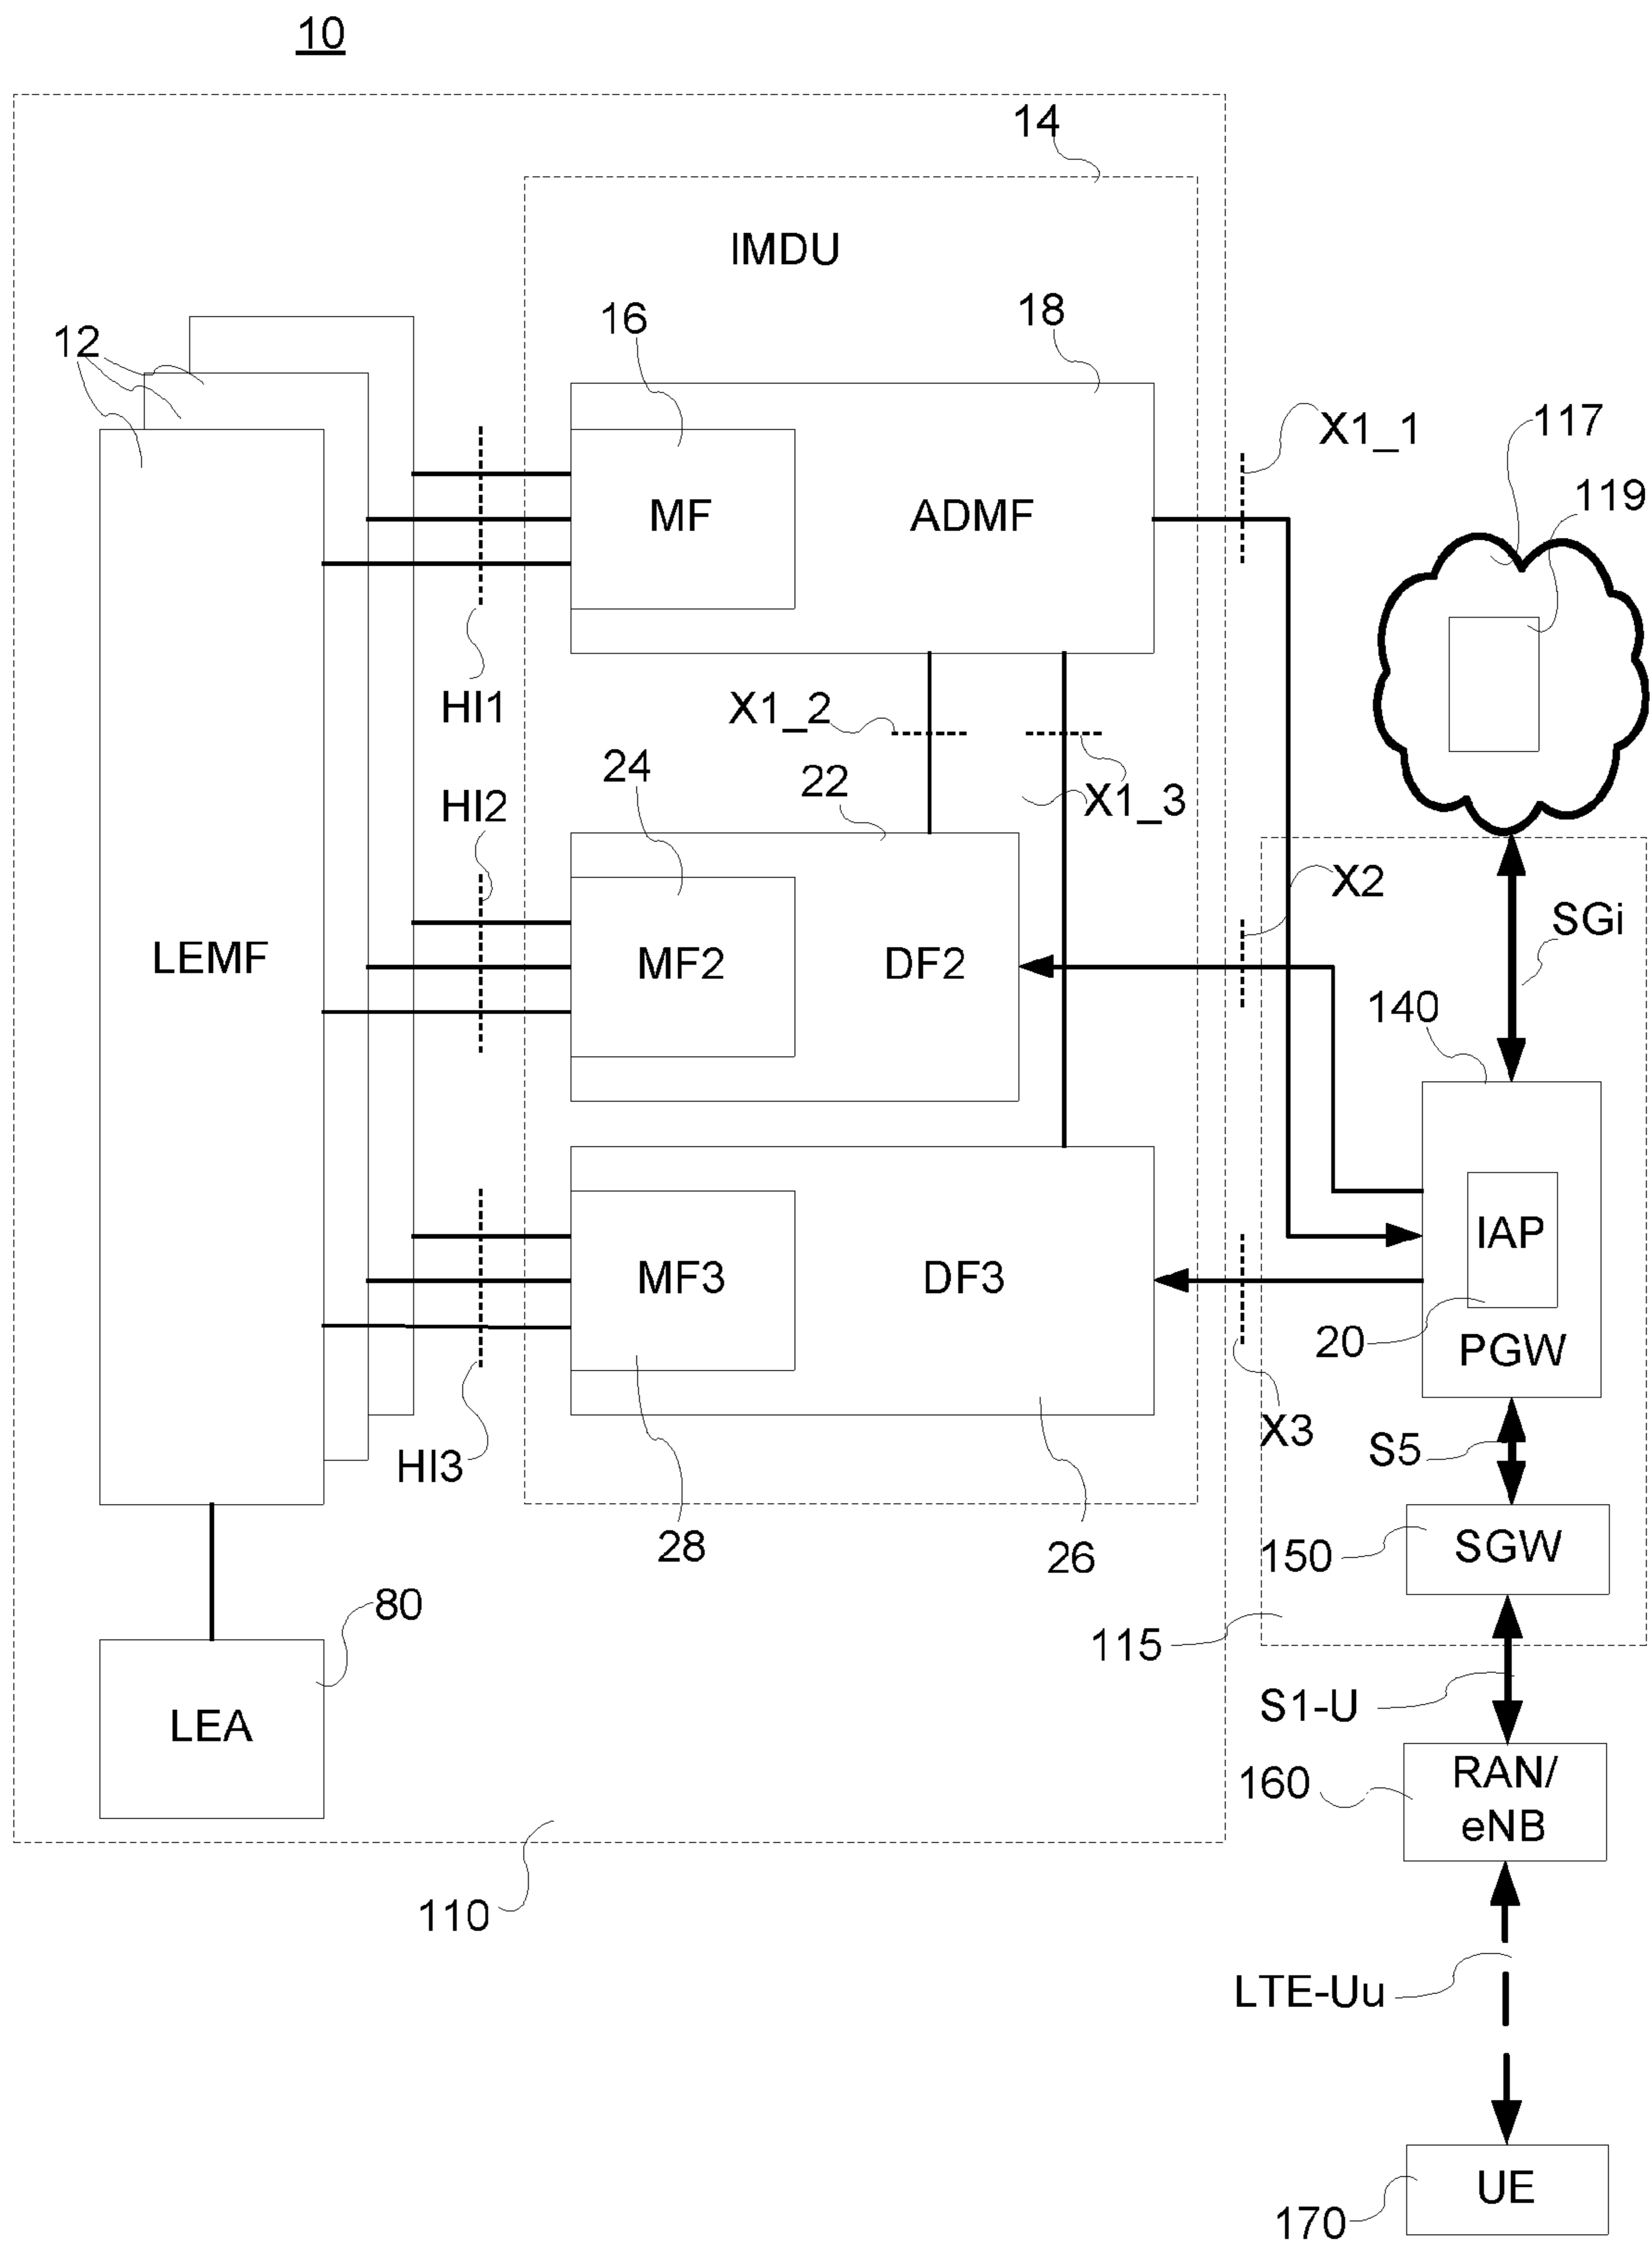 10
14
IMDU
12
16
18
X1_1
117
119
MF
ADMF
HI1
X1_2
X1_3
HI2
24
22
X2
SGi
LEMF
MF2
DF2
140
MF3
DF3
IAP
20
PGW
HI3
X3
S5
28
26
150
SGW
80
115
LEA
S1-U
160
RAN/
eNB
110
LTE-Uu
170
UE